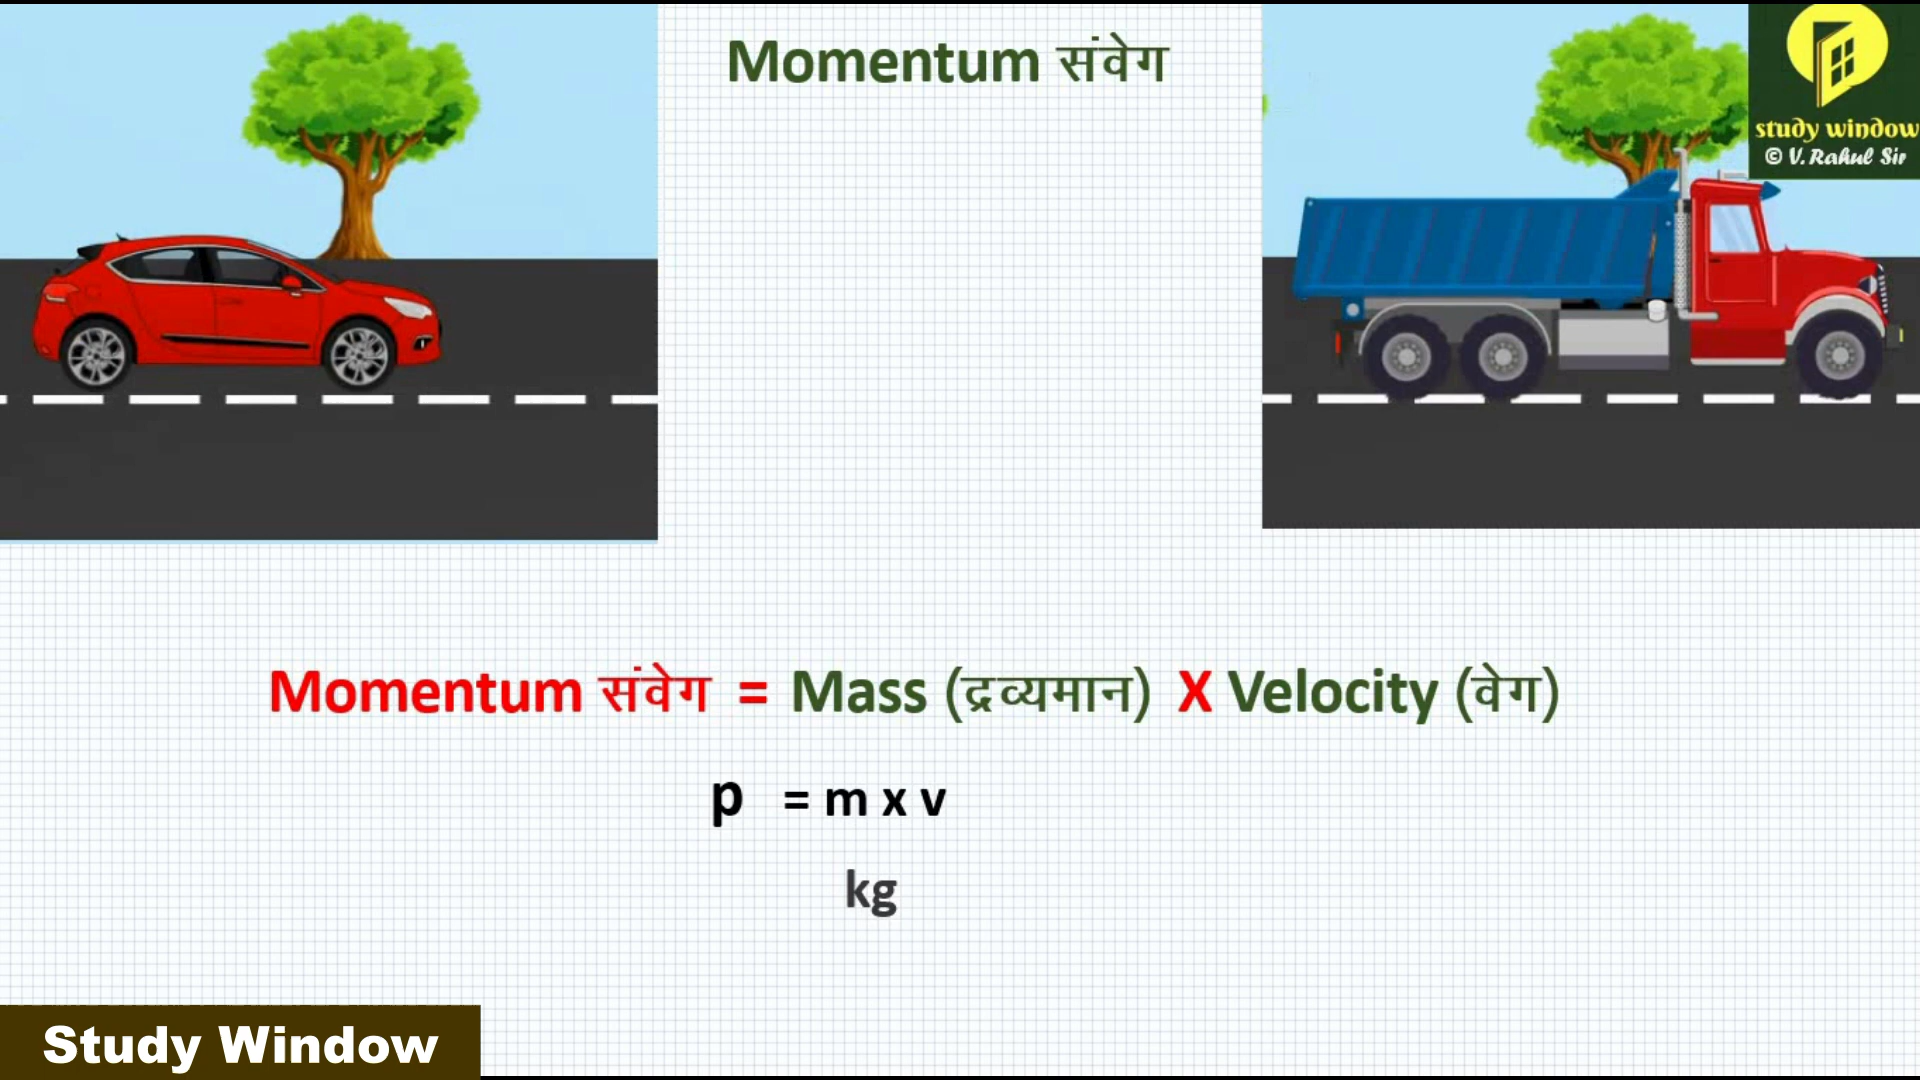 Momentum संवेग
study window
© V. Rahul Sir
Momentum संवेग = Mass (द्रव्यमान) X Velocity (वेग)
p = m x v
kg
Study Window